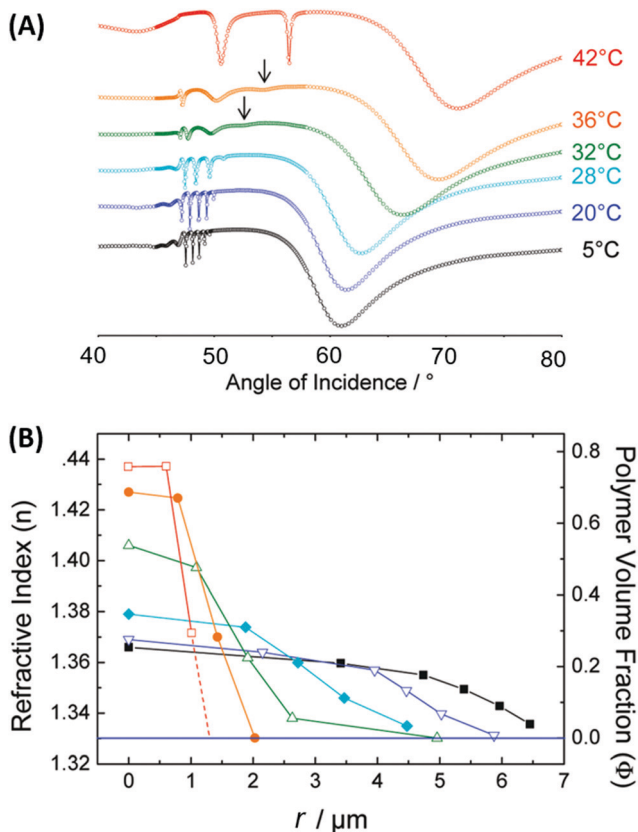 (A)
42°C
36°C
32°C
28°C
20°C
5°C
40 50 60 70 80
Angle of Incidence / °
(B)
.44
1.42
1.40
1.38
1.36
1.34
1.32
Refractive Index (n)
0.8
0.6
0.4
0.2
0.0
Polymer Volume Fraction (Φ)
0 1 2 3 4 5 6 7
r / μm